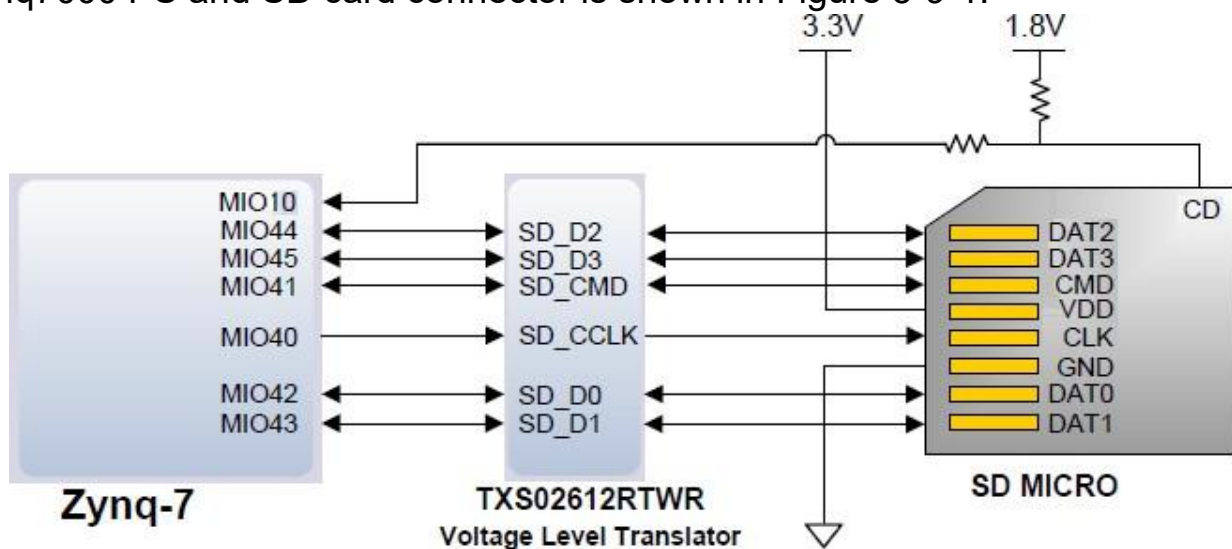 3.3V
1.8V
MIO10
MIO44
MIO45
MIO41
MIO40
MIO42
MIO43
Zynq-7
SD_D2
SD_D3
SD_CMD
SD_CCLK
SD_D0
SD_D1
TXS02612RTWR
Voltage Level Translator
CD
DAT2
DAT3
CMD
VDD
CLK
GND
DAT0
DAT1
SD MICRO